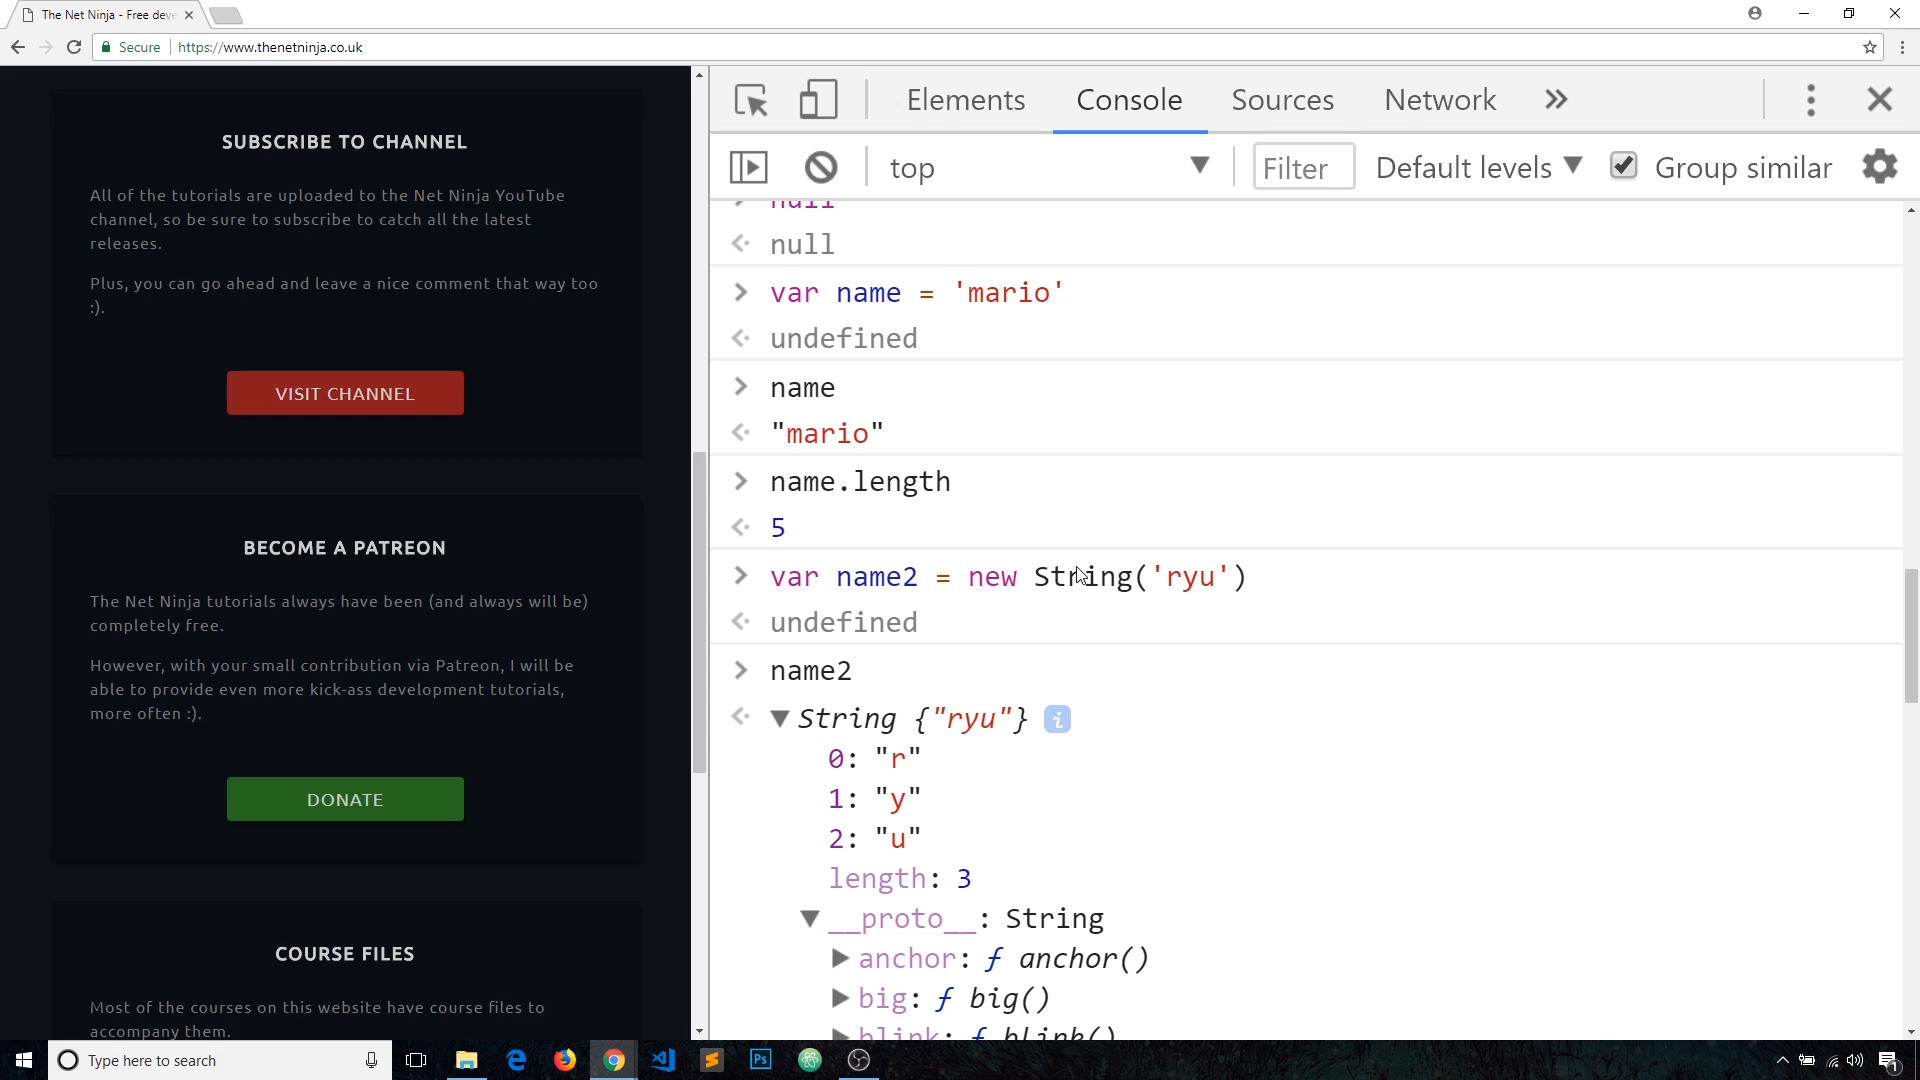 The Net Ninja - Free deve
Secure
https://www.thenetninja.co.uk
SUBSCRIBE TO CHANNEL
All of the tutorials are uploaded to the Net Ninja YouTube
channel, so be sure to subscribe to catch all the latest
releases.
Plus, you can go ahead and leave a nice comment that way too
:).
VISIT CHANNEL
BECOME A PATREON
The Net Ninja tutorials always have been (and always will be)
completely free.
However, with your small contribution via Patreon, I will be
able to provide even more kick-ass development tutorials,
more often :).
DONATE
COURSE FILES
Most of the courses on this website have course files to
accompany them.
Elements Console Sources Network »
top Filter Default levels Group similar
null
null
var name = 'mario'
undefined
name
"mario"
name.length
5
var name2 = new String('ryu')
undefined
name2
String {"ryu"} i
0: "r"
1: "y"
2: "u"
length: 3
__proto__: String
anchor: ƒ anchor()
big: ƒ big()
blink: ƒ blink()
Type here to search
Ps
1